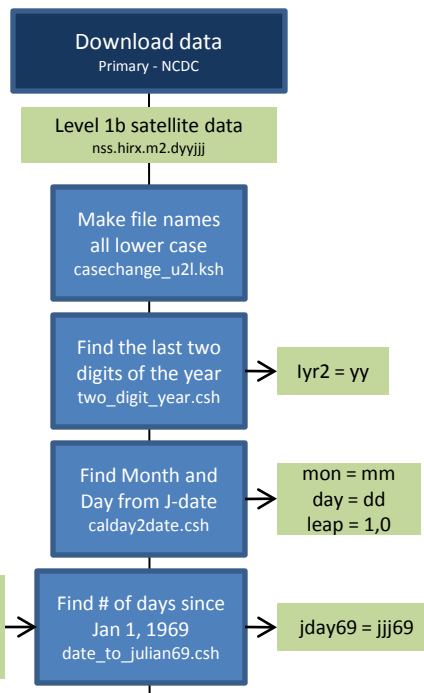 Download data
Primary - NCDC
Level 1b satellite data
nss.hirx.m2.dyyjjj
Make file names
all lower case
casechange_u2l.ksh
Find the last two
digits of the year
two_digit_year.csh
Iyr2 = yy
Find Month and
Day from J-date
calday2date.csh
mon = mm
day = dd
leap = 1,0
Find # of days since
Jan 1, 1969
date_to_julian69.csh
jday69 = jjj69